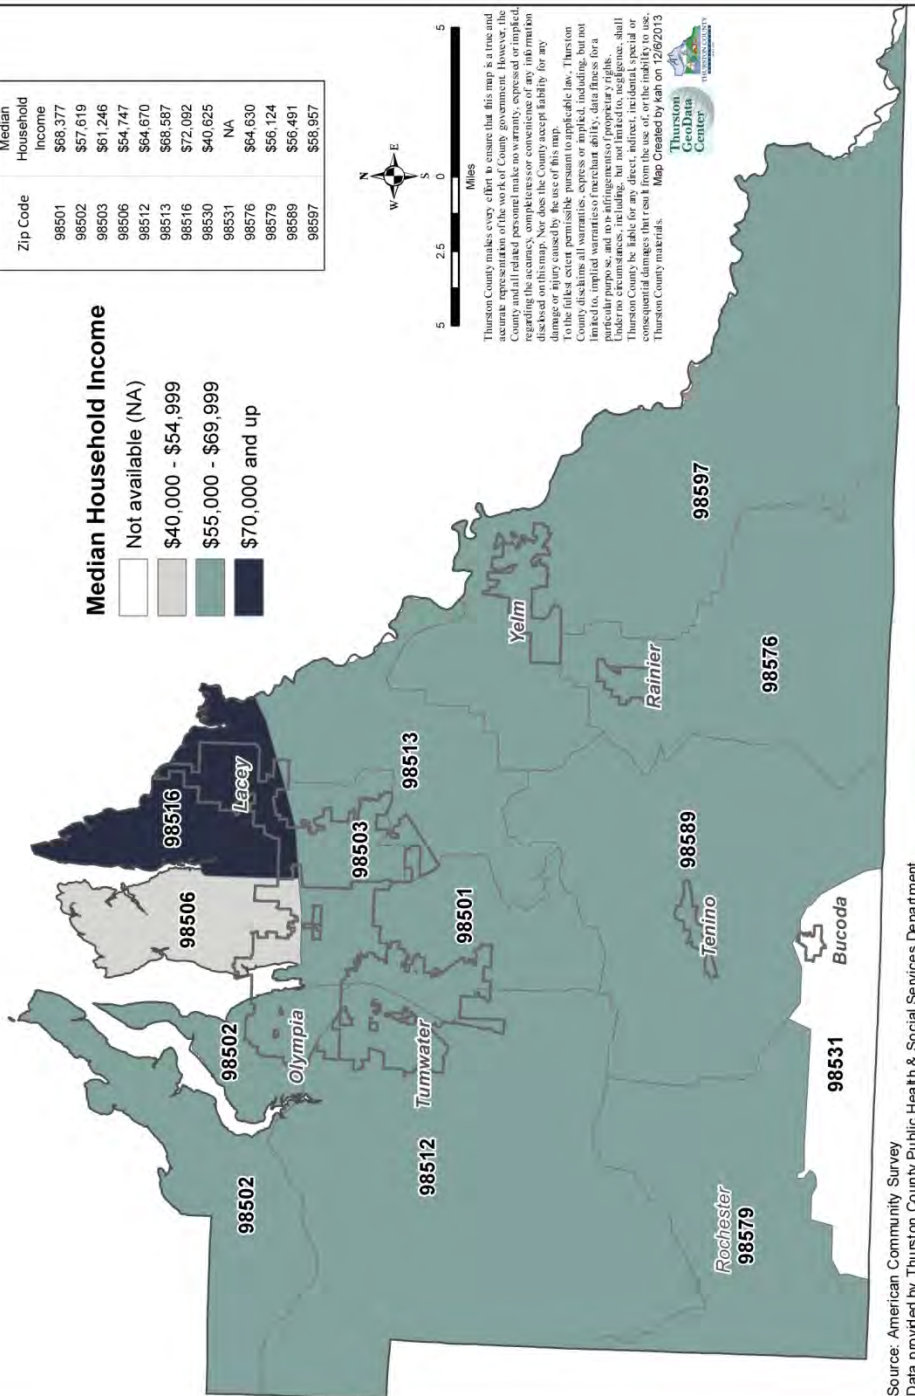 Median
Household
Zip Code Income
98501 $68,377
98502 $57,619
98503 $61,246
98506 $54,747
98512 $64,670
98513 $68,587
98516 $72,092
98530 $40,625
98531 NA
98576 $64,630
98579 $56,124
98589 $56,491
98597 $58,957
Median Household Income
Not available (NA)
$40,000 - $54,999
$55,000 - $69,999
$70,000 and up
N
W E
S
5 2.5 0 5
Miles
Thurston County makes every effort to ensure that this map is a true and
accurate representation of the work of County government. However, the
County and all related personnel make no warranty, expressed or implied,
regarding the accuracy, completeness or convenience of any information
disclosed on this map. Nor does the County accept liability for any
damage or injury caused by the use of this map.
To the fullest extent permissible pursuant to applicable law, Thurston
County disclaims all warranties, express or implied, including, but not
limited to, implied warranties of merchantability, data fitness for a
particular purpose, and non-infringements of proprietary rights.
Under no circumstances, including, but not limited to, negligence, shall
Thurston County be liable for any direct, indirect, incidental, special or
consequential damages that result from the use of, or the inability to use,
Thurston County materials. Map Created by kah on 12/6/2013
Thurston
GeoData
Center
THURSTON COUNTY
98516
Lacey
98506
98502
98502
Olympia
98503
98513
Tumwater
98501
98512
Yelm
Rainier
98597
98589
Tenino
98576
Rochester
98579
Bucoda
98531
Source: American Community Survey
Data provided by Thurston County Public Health & Social Services Department